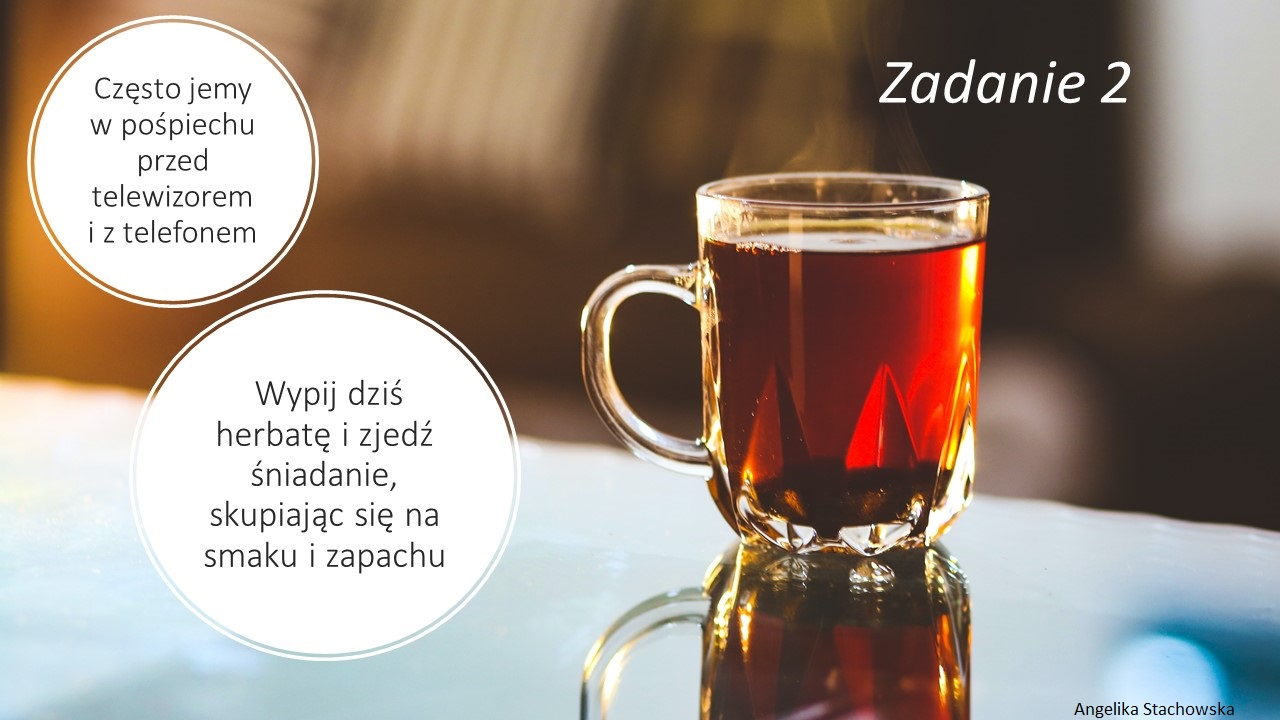 Często jemy
w pośpiechu
przed
telewizorem
i z telefonem
Zadanie 2
Wypij dziś
herbatę i zjedź
śniadanie,
skupiając się na
smaku i zapachu
Angelika Stachowska